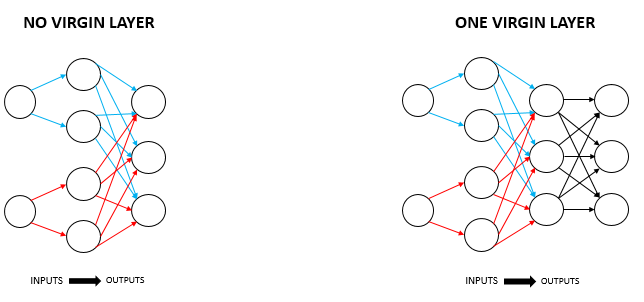 NO VIRGIN LAYER
ONE VIRGIN LAYER
INPUTS OUTPUTS
INPUTS OUTPUTS